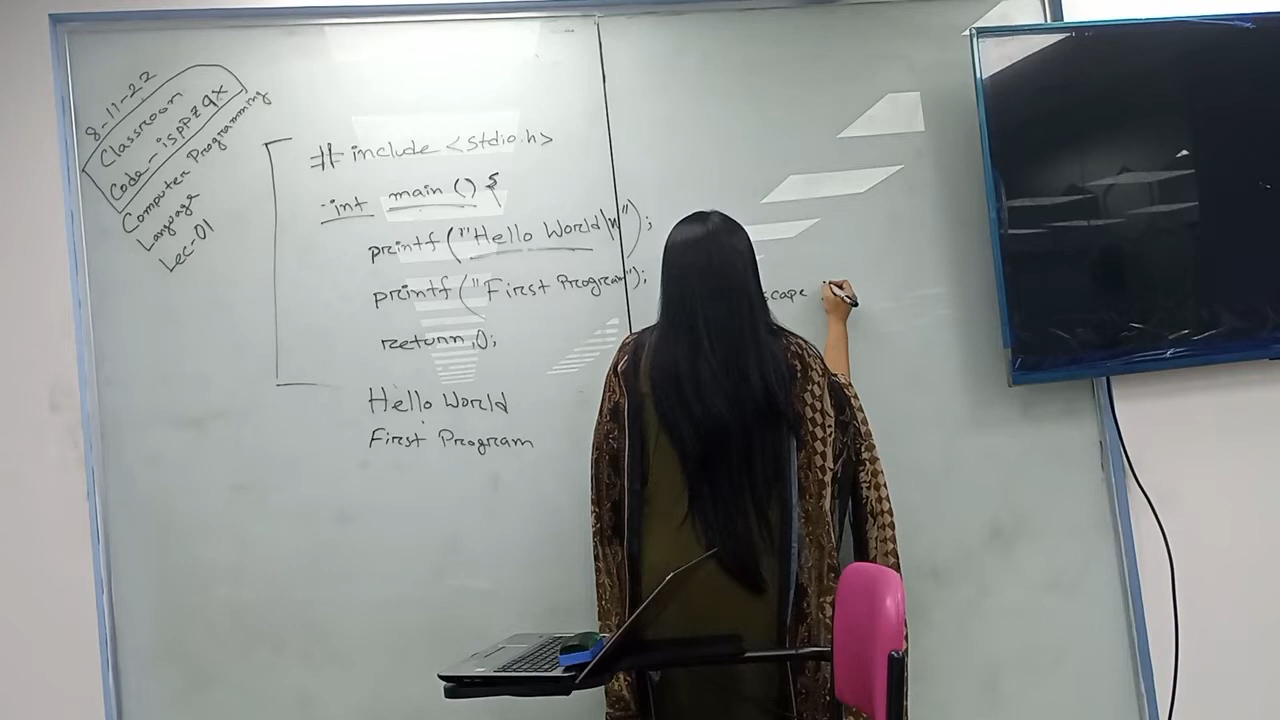 8-11-22
Classroom
Code - isppzqx
Computer Programming
Language
Lec-01
#include <stdio.h>
int main () {
printf ("Hello World\n");
printf ("First Program");
return 0;
Hello World
First Program
scape